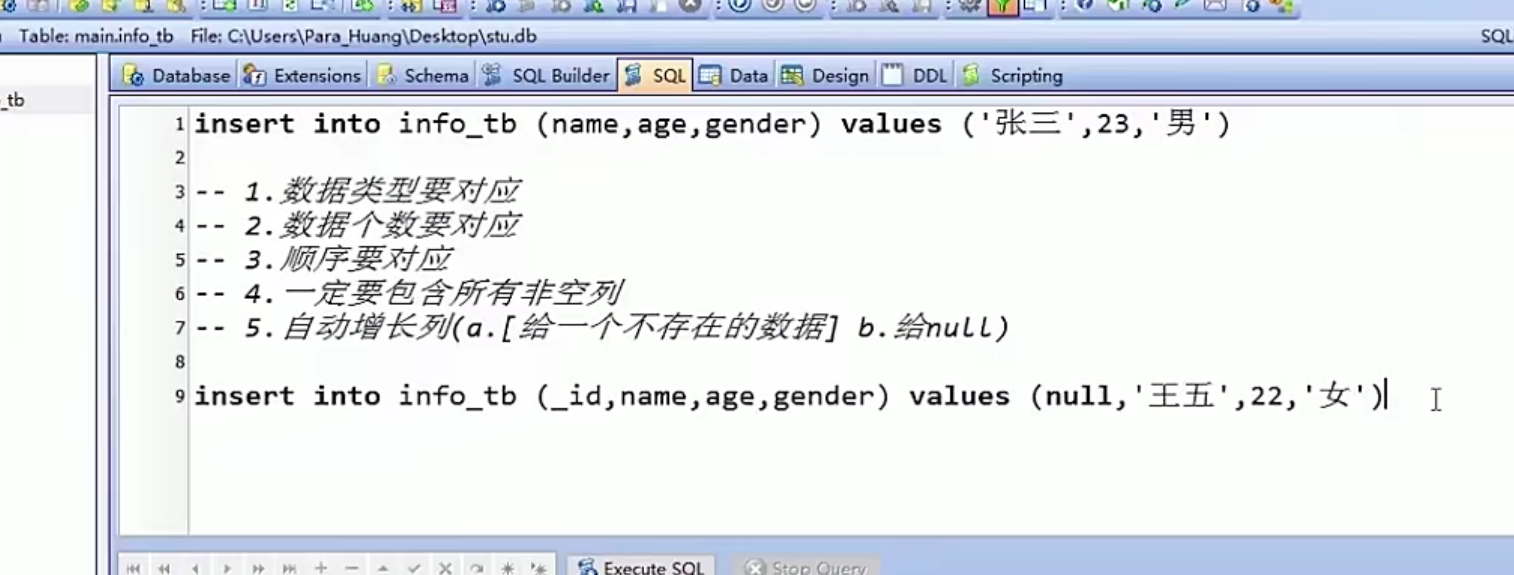 Table: main.info_tb File: C:\Users\Para_Huang\Desktop\stu.db
SQL
_tb
Database Extensions Schema SQL Builder SQL Data Design DDL Scripting
1 insert into info_tb (name,age,gender) values ('张三',23,'男')
2
3 -- 1.数据类型要对应
4 -- 2.数据个数要对应
5 -- 3.顺序要对应
6 -- 4.一定要包含所有非空列
7 -- 5.自动增长列(a.[给一个不存在的数据] b.给null)
8
9 insert into info_tb (_id,name,age,gender) values (null,'王五',22,'女')
Execute SQL Stop Query